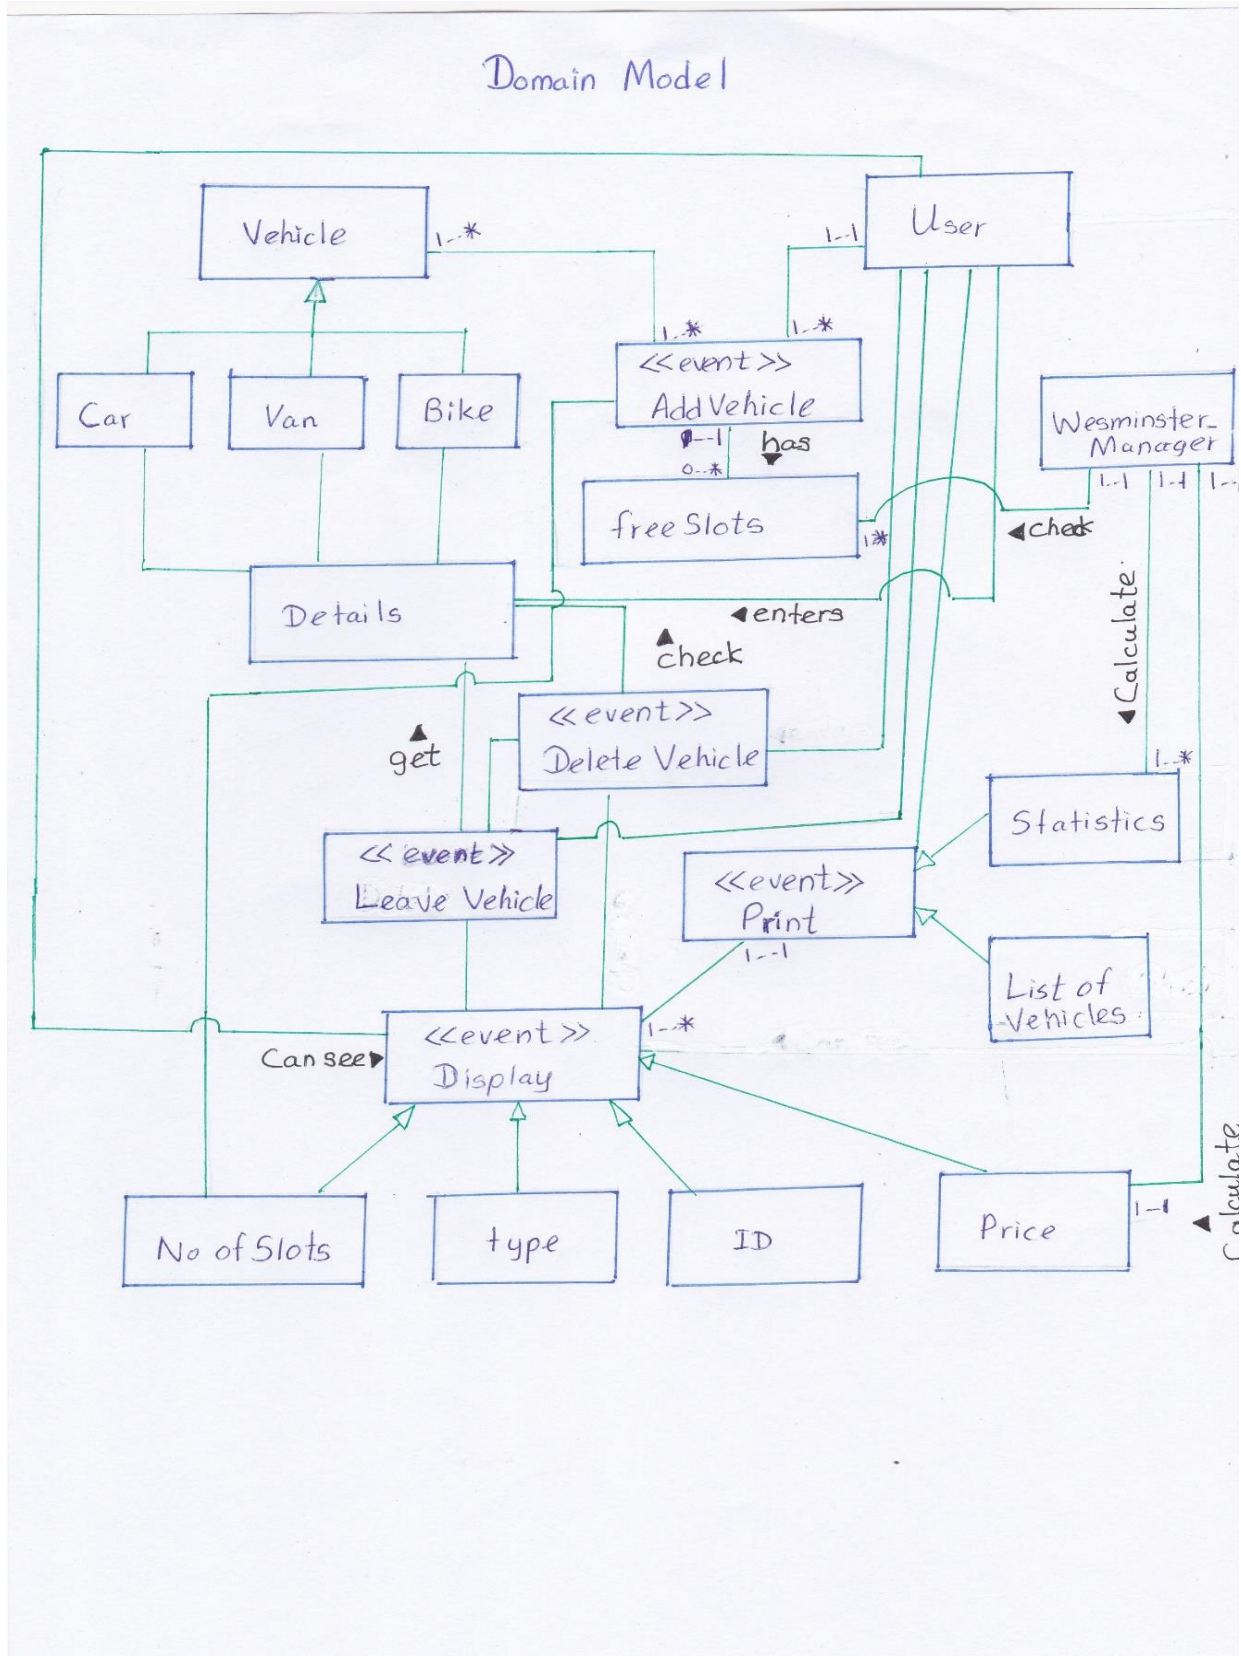 Domain Model
Vehicle
1..*
User
1..1
1..*
1..*
<<event>>
Add Vehicle
Car
Van
Bike
Wesminster_
Manager
1..1
has
0..*
1..1
1..1
free Slots
1..*
check
Details
enters
check
Calculate
<<event>>
Delete Vehicle
get
1..*
Statistics
<<event>>
Leave Vehicle
<<event>>
Print
1..1
List of
Vehicles
1..*
<<event>>
Display
Can see
Calculate
No of Slots
type
ID
Price
1..1